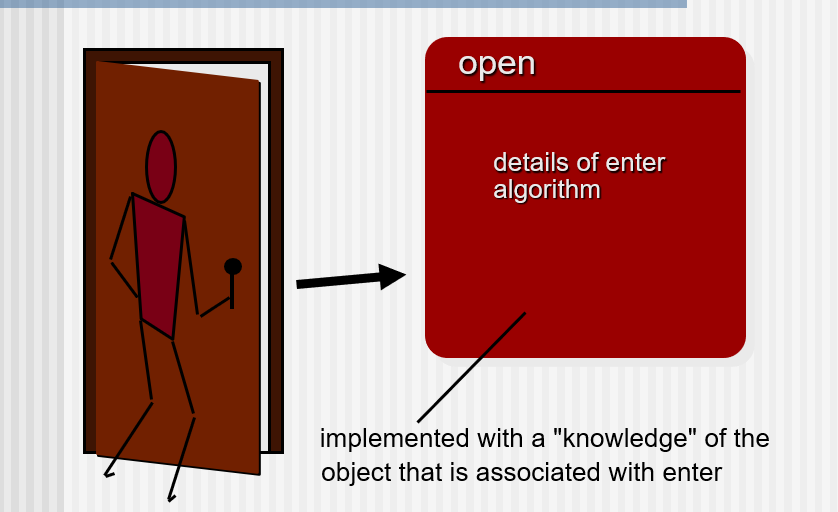 open
details of enter
algorithm
implemented with a "knowledge" of the
object that is associated with enter